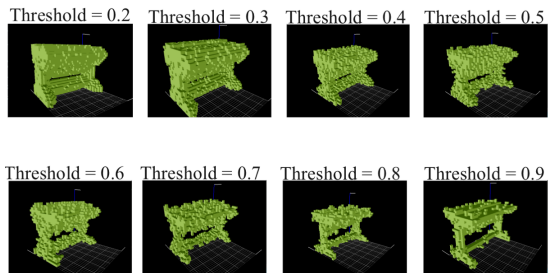 Threshold = 0.2 Threshold = 0.3 Threshold = 0.4 Threshold = 0.5
Threshold = 0.6 Threshold = 0.7 Threshold = 0.8 Threshold = 0.9